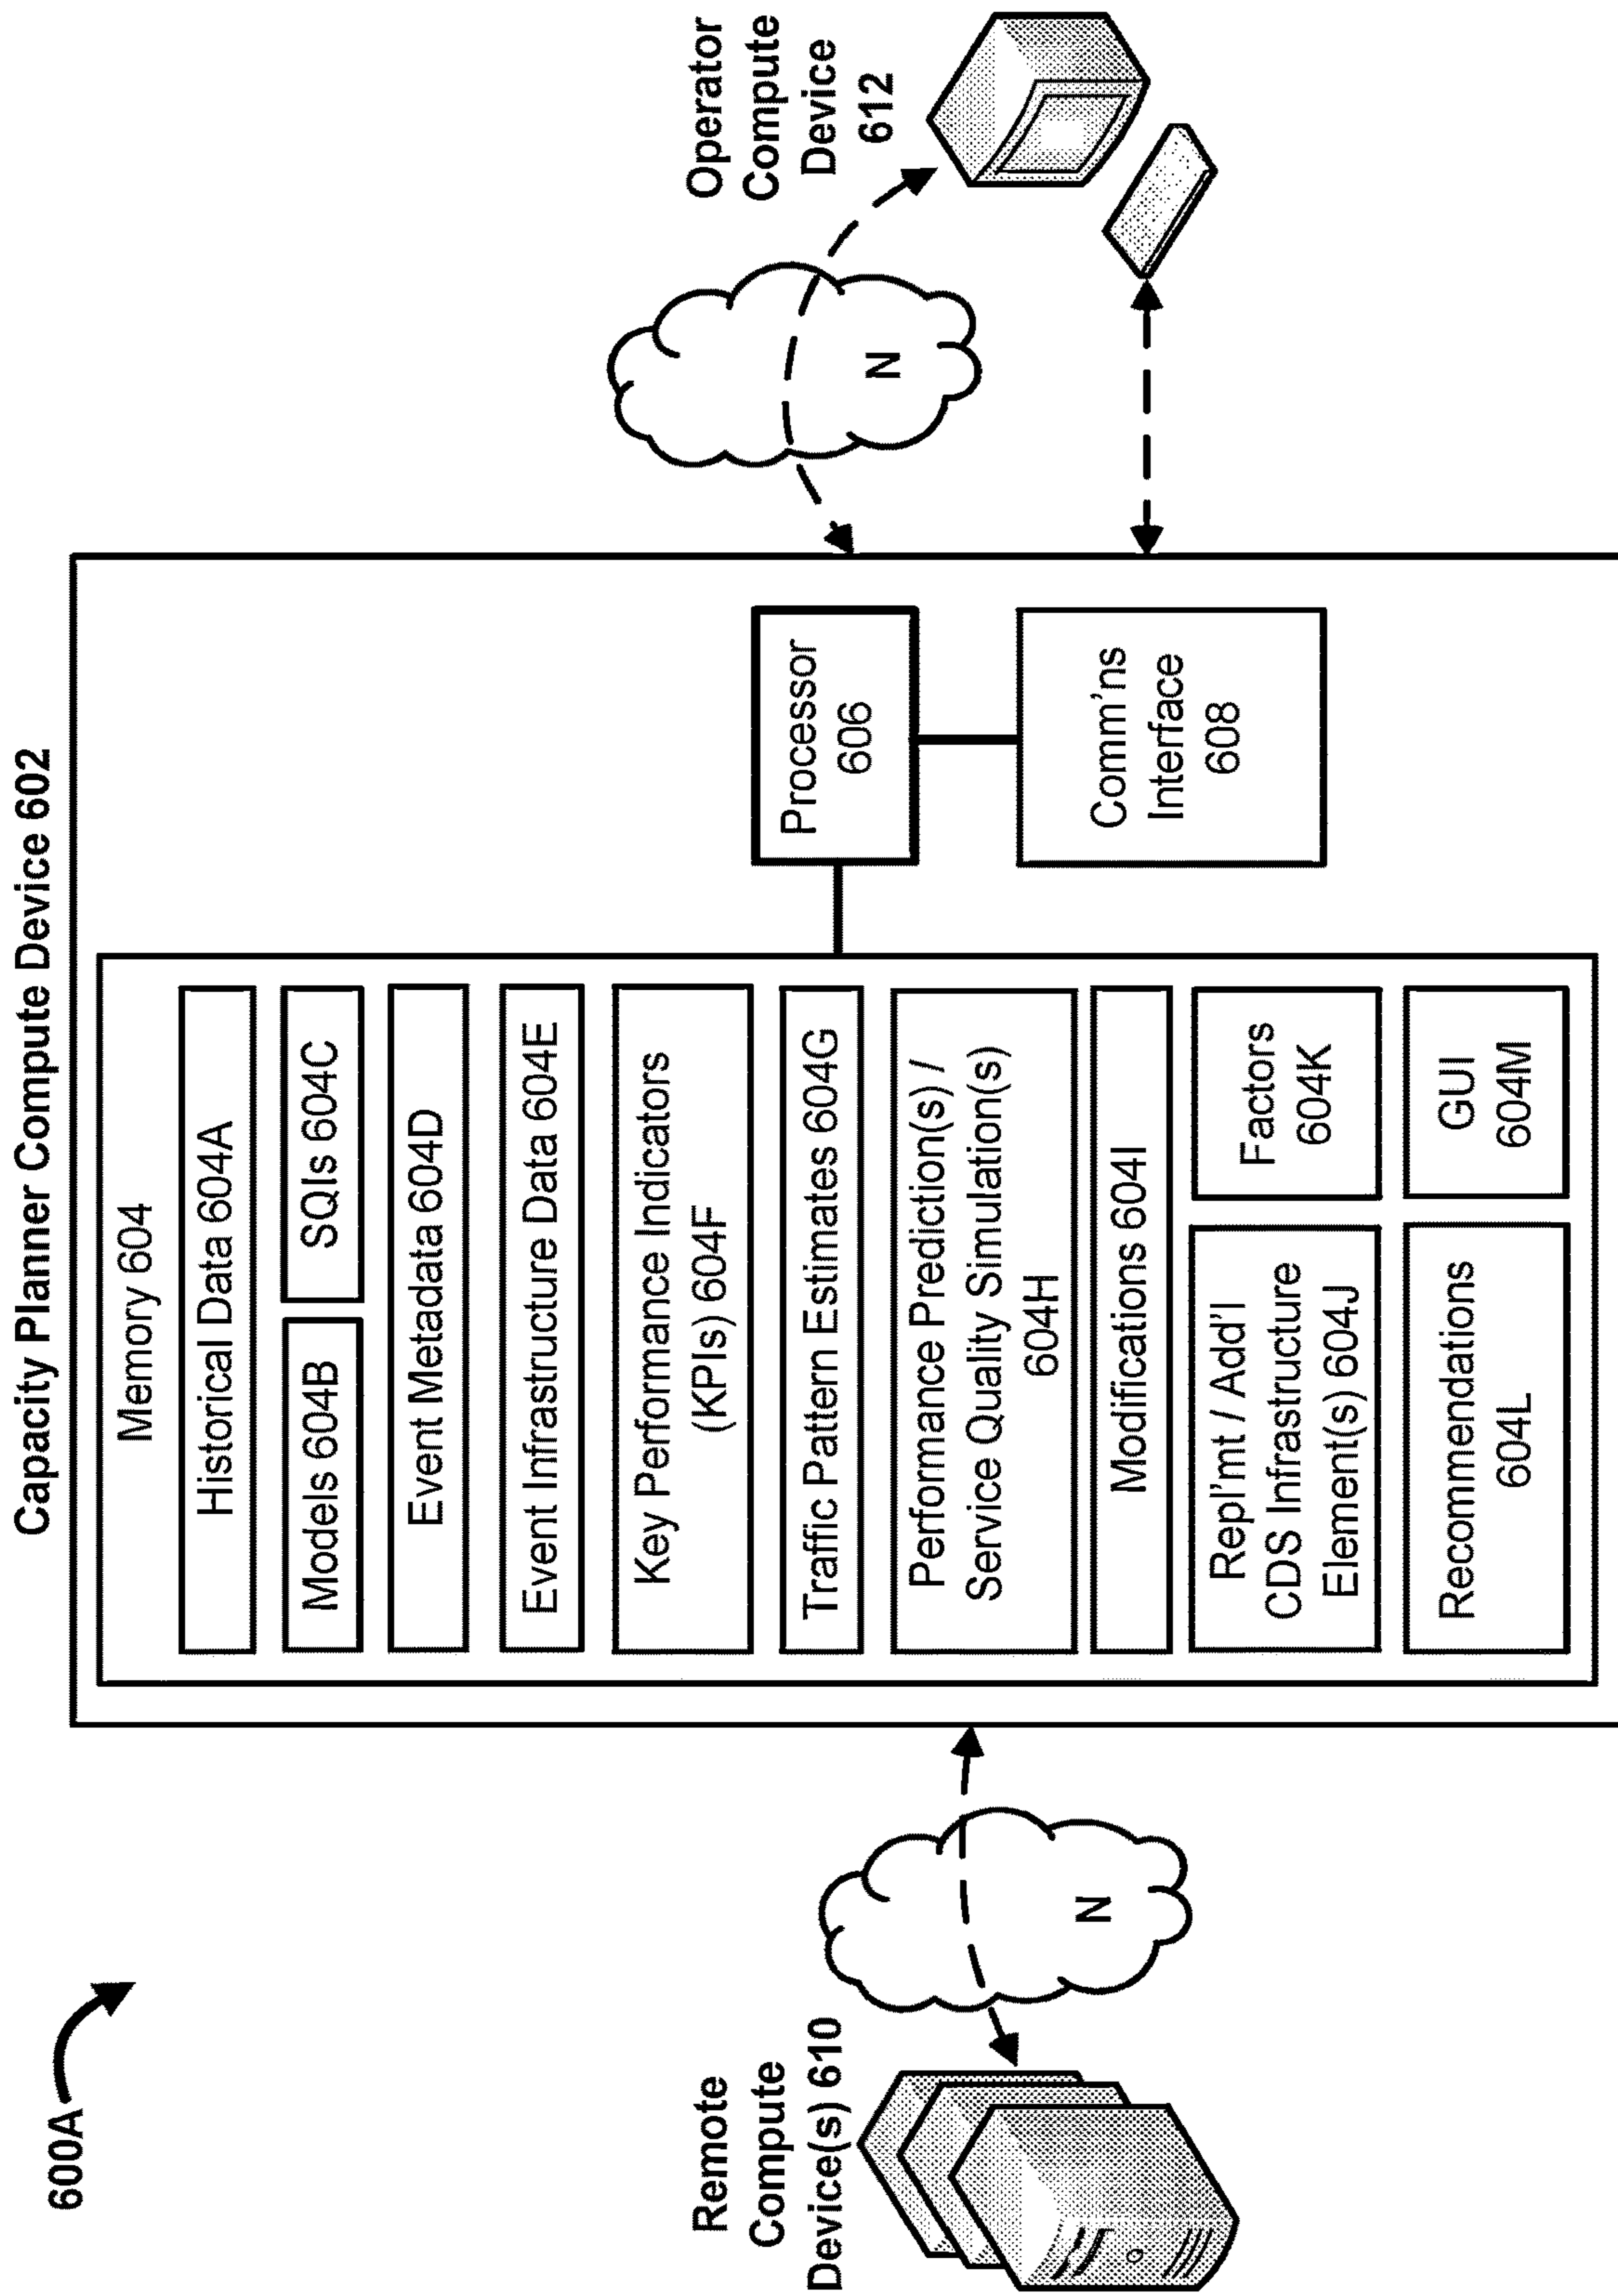 600A
Capacity Planner Compute Device 602
Memory 604
Historical Data 604A
Models 604B
SQIs 604C
Event Metadata 604D
Event Infrastructure Data 604E
Key Performance Indicators
(KPIs) 604F
Traffic Pattern Estimates 604G
Performance Prediction(s) /
Service Quality Simulation(s)
604H
Modifications 604I
Repl'mt / Add'l
CDS Infrastructure
Element(s) 604J
Factors
604K
Recommendations
604L
GUI
604M
Processor
606
Comm'ns
Interface
608
Remote
Compute
Device(s) 610
N
Operator
Compute
Device
612
N